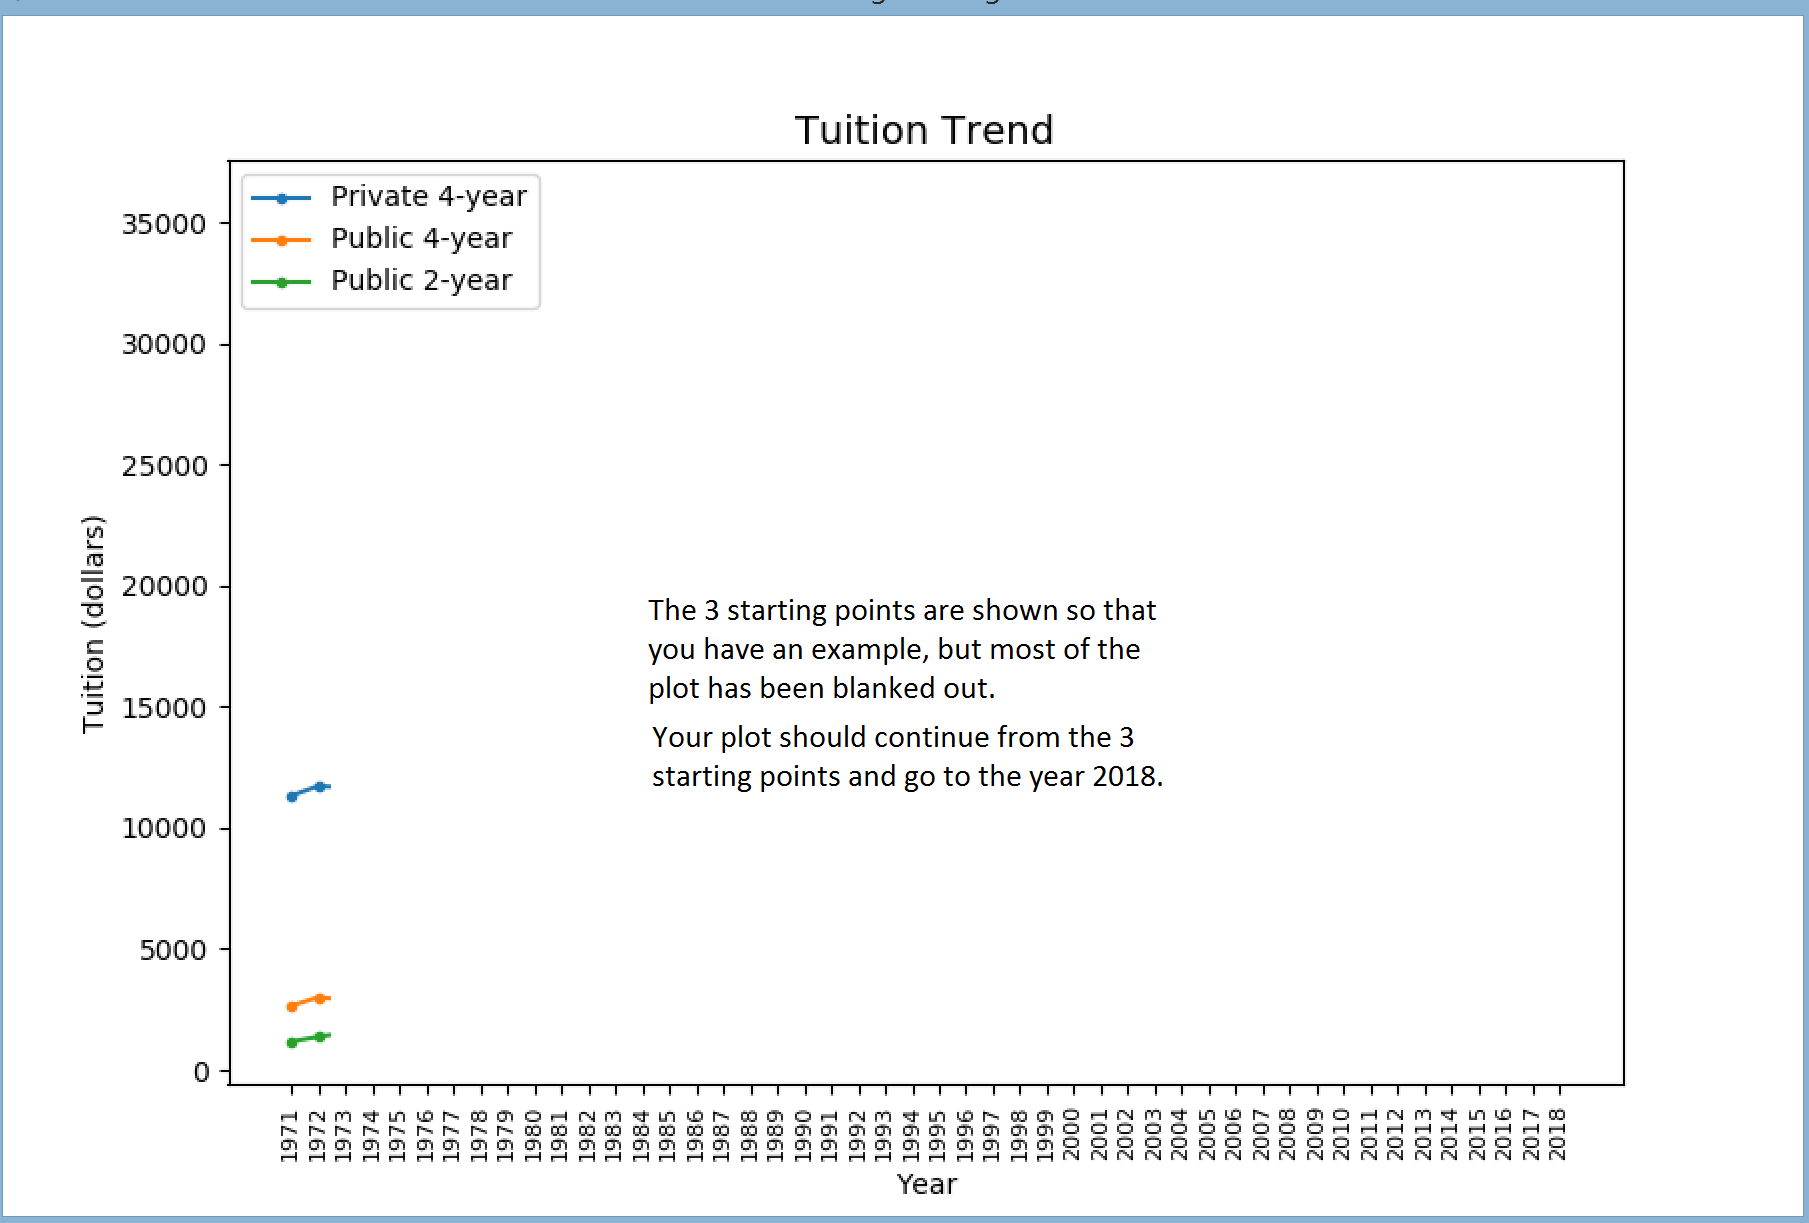 Tuition Trend
Private 4-year
Public 4-year
Public 2-year
35000
30000
25000
20000
15000
10000
5000
0
Tuition (dollars)
The 3 starting points are shown so that
you have an example, but most of the
plot has been blanked out.
Your plot should continue from the 3
starting points and go to the year 2018.
1971 1972 1973 1974 1975 1976 1977 1978 1979 1980 1981 1982 1983 1984 1985 1986 1987 1988 1989 1990 1991 1992 1993 1994 1995 1996 1997 1998 1999 2000 2001 2002 2003 2004 2005 2006 2007 2008 2009 2010 2011 2012 2013 2014 2015 2016 2017 2018
Year